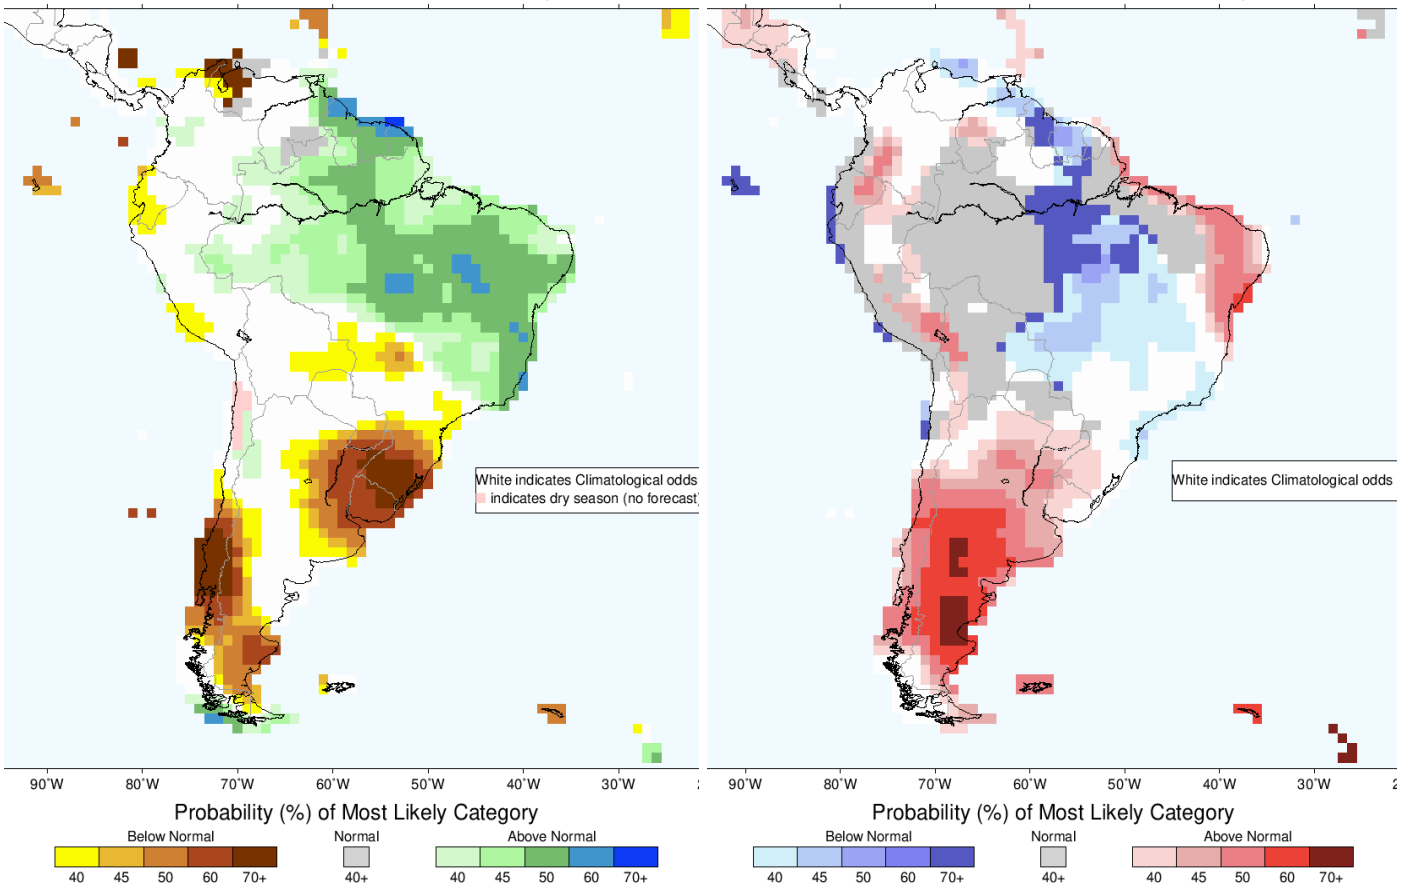 White indicates Climatological odds
indicates dry season (no forecast)
White indicates Climatological odds
90°W 80°W 70°W 60°W 50°W 40°W 30°W 2
90°W 80°W 70°W 60°W 50°W 40°W 30°W 2
Probability (%) of Most Likely Category
Below Normal Normal Above Normal
40 45 50 60 70+ 40+ 40 45 50 60 70+
Probability (%) of Most Likely Category
Below Normal Normal Above Normal
40 45 50 60 70+ 40+ 40 45 50 60 70+